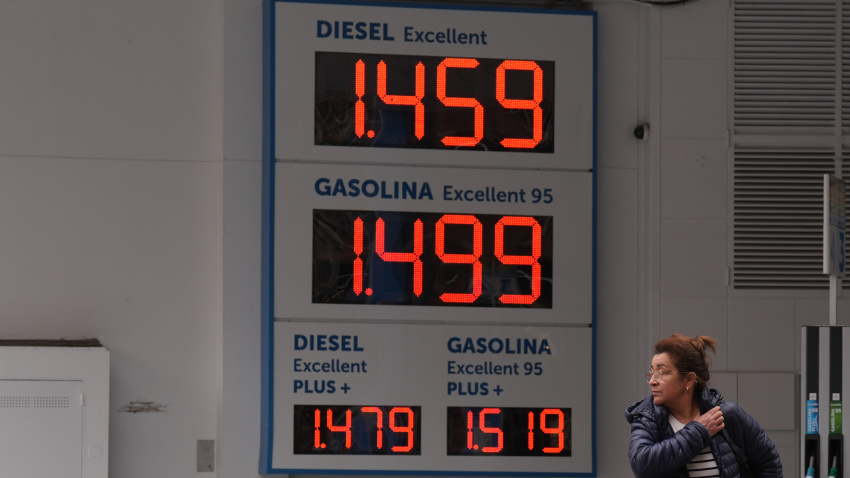 DIESEL Excellent
1.459
GASOLINA Excellent 95
1.499
DIESEL
Excellent
PLUS +
1.479
GASOLINA
Excellent 95
PLUS +
1.519